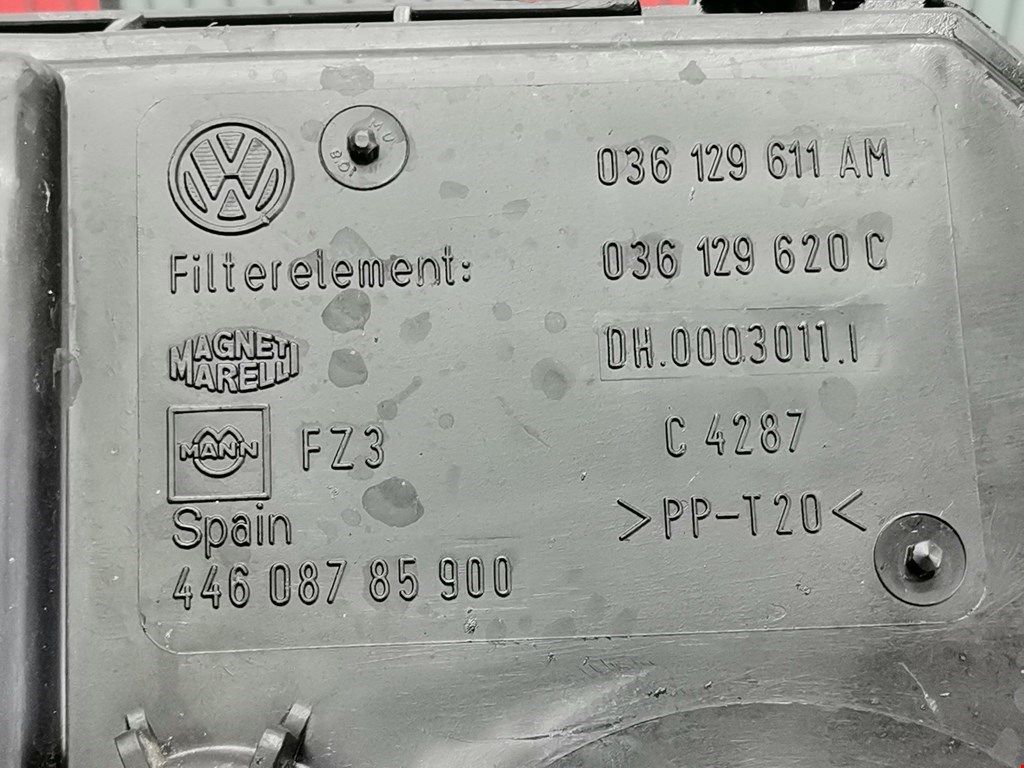 036 129 611 AM
Filterelement: 036 129 620 C
MAGNETI MARELLI DH.0003011.I
MANN FZ3 C 4287
Spain >PP-T20<
446 087 85 900